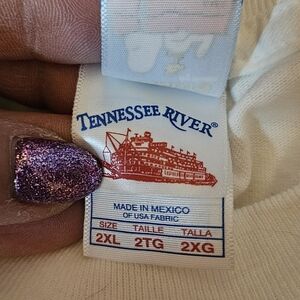 TENNESSEE RIVER®
MADE IN MEXICO
OF USA FABRIC
SIZE TAILLE TALLA
2XL 2TG 2XG